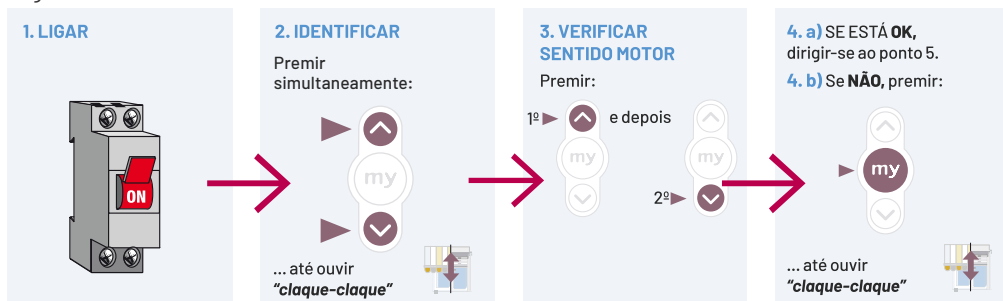 1. LIGAR
ON
2. IDENTIFICAR
Premir
simultaneamente:
my
... até ouvir
“claque-claque”
3. VERIFICAR
SENTIDO MOTOR
Premir:
1º
e depois
my
my
2º
4. a) SE ESTÁ OK,
dirigir-se ao ponto 5.
4. b) Se NÃO, premir:
my
... até ouvir
“claque-claque”